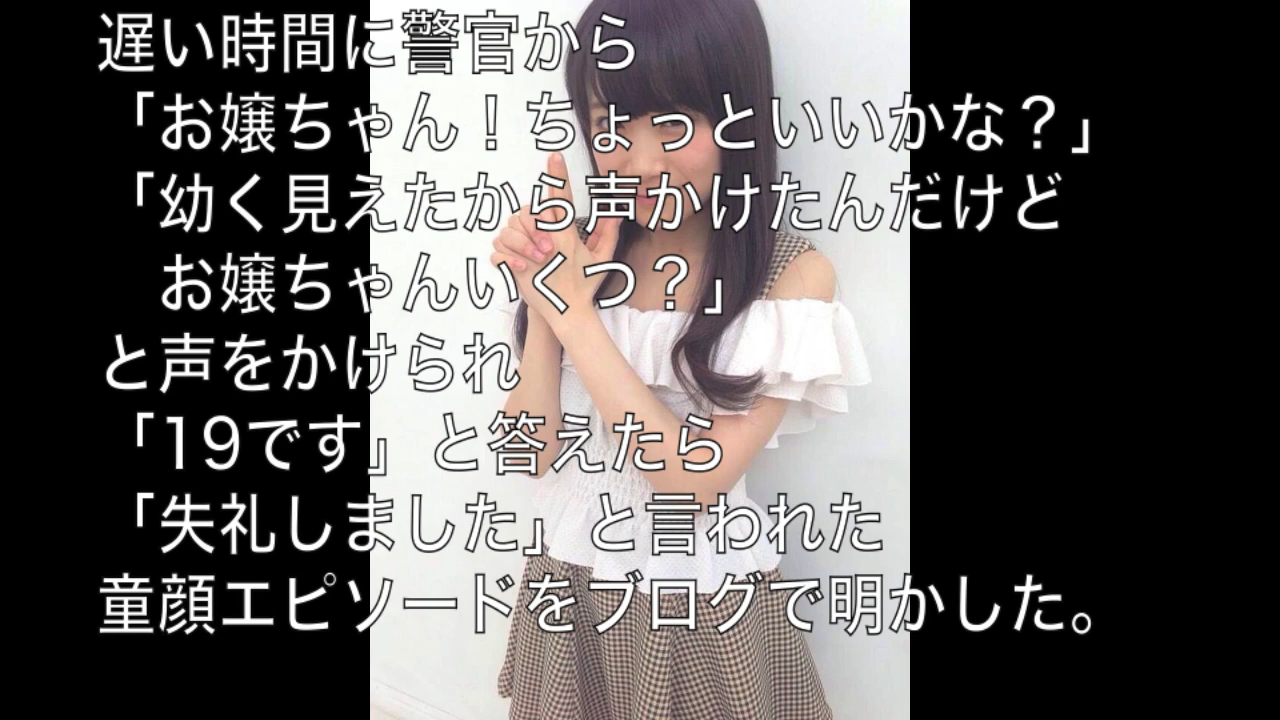 遅い時間に警官から
「お嬢ちゃん！ちょっといいかな？」
「幼く見えたから声かけたんだけど
お嬢ちゃんいくつ？」
と声をかけられ
「19です」と答えたら
「失礼しました」と言われた
童顔エピソードをブログで明かした。